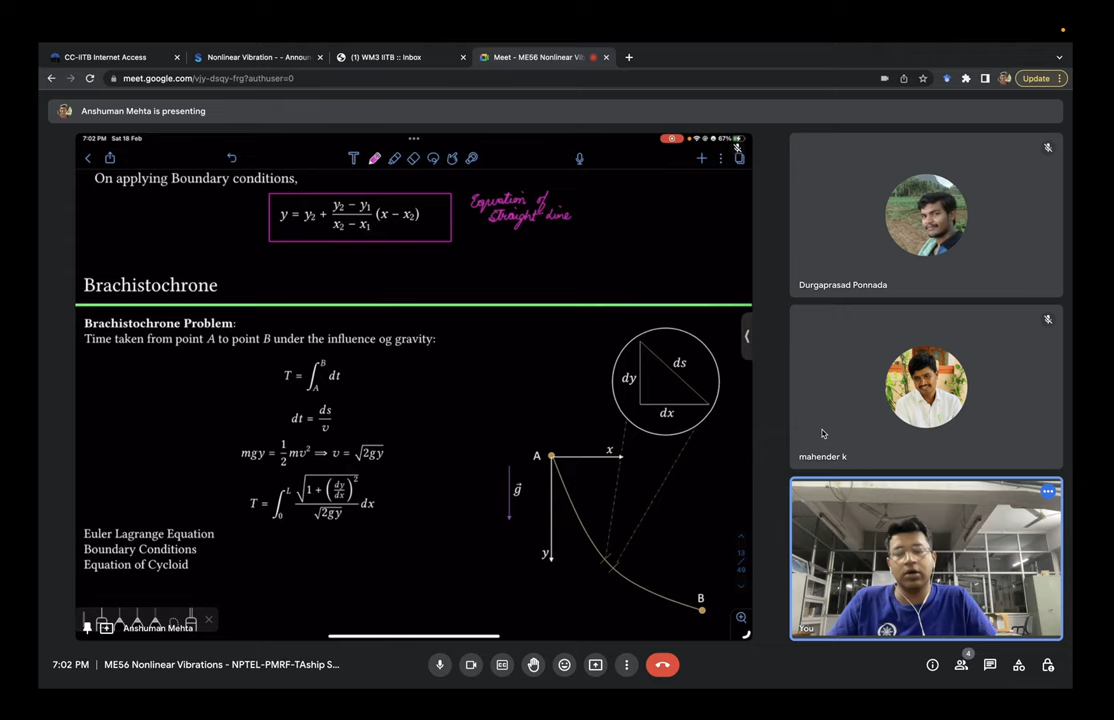 CC-IITB Internet Access
Nonlinear Vibration - - Announ
(1) WM3 IITB :: Inbox
Meet - ME56 Nonlinear Vib
meet.google.com/vjy-dsqy-frg?authuser=0
Update
Anshuman Mehta is presenting
7:02 PM Sat 18 Feb
67%
On applying Boundary conditions,
y = y₂ + (y₂ − y₁)/(x₂ − x₁) (x − x₂)
Equation of
Straight Line
Brachistochrone
Brachistochrone Problem:
Time taken from point A to point B under the influence og gravity:
T = ∫_A^B dt
dt = ds/v
mgy = 1/2 mv² ⟹ v = √(2gy)
T = ∫_0^L √(1 + (dy/dx)²)/√(2gy) dx
Euler Lagrange Equation
Boundary Conditions
Equation of Cycloid
dy
ds
dx
A
x
g⃗
y
B
13
49
Anshuman Mehta
Durgaprasad Ponnada
mahender k
You
7:02 PM | ME56 Nonlinear Vibrations - NPTEL-PMRF-TAship S...
4